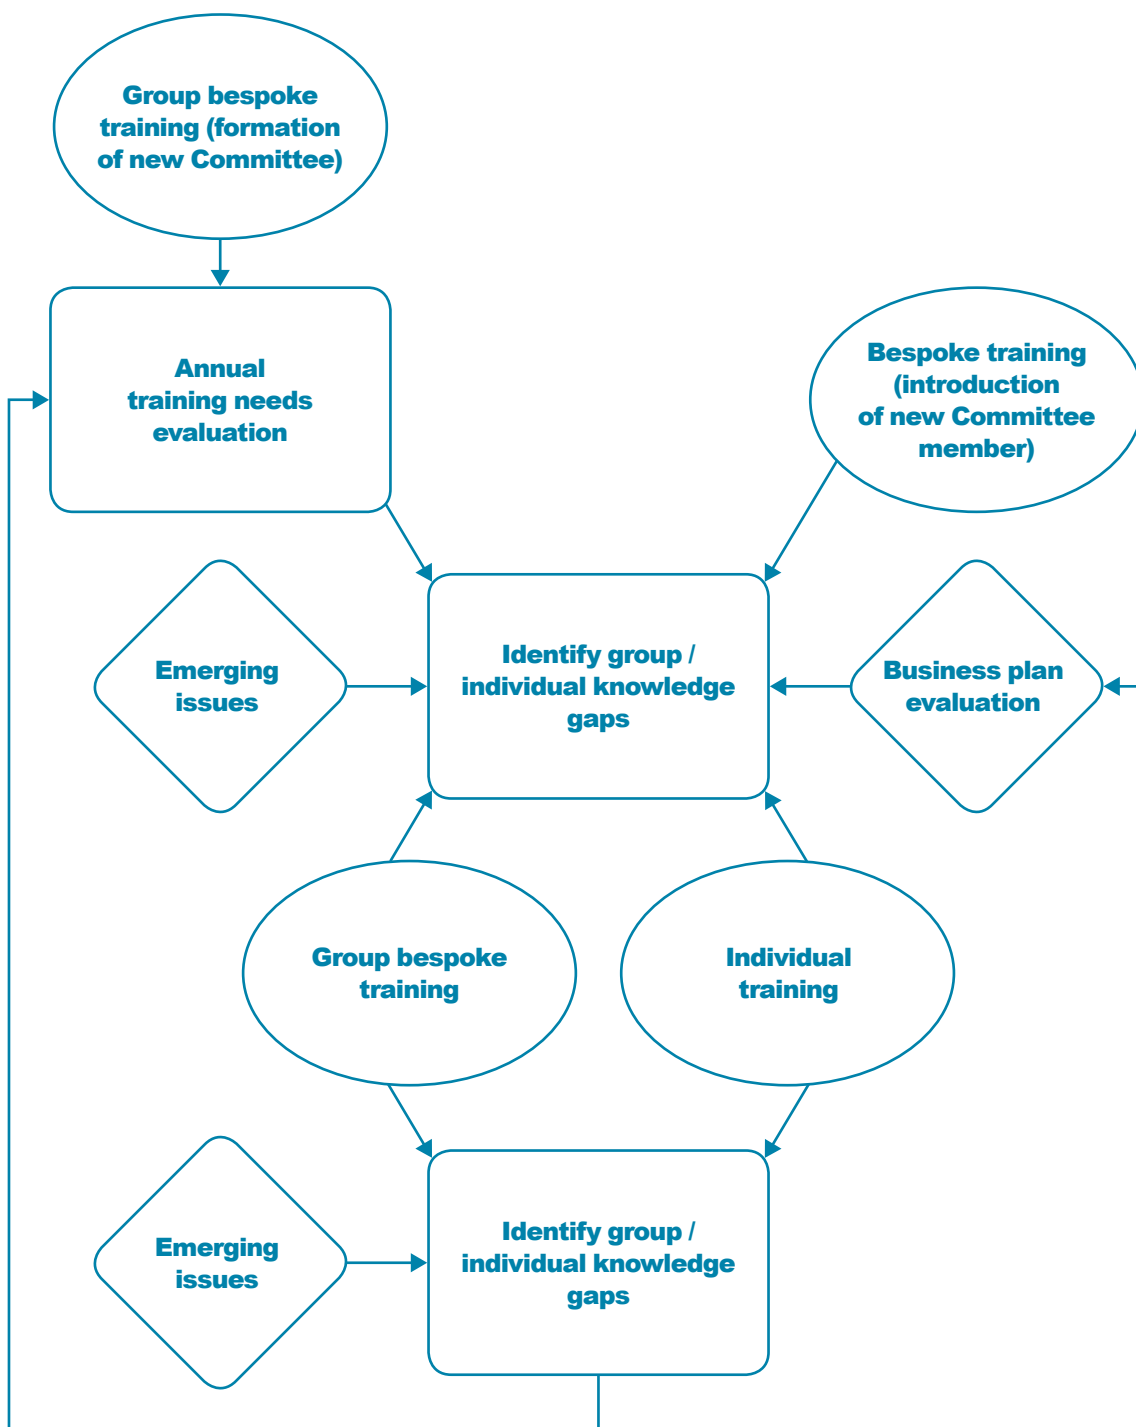 Group bespoke
training (formation
of new Committee)
Annual
training needs
evaluation
Bespoke training
(introduction
of new Committee
member)
Emerging
issues
Identify group /
individual knowledge
gaps
Business plan
evaluation
Group bespoke
training
Individual
training
Emerging
issues
Identify group /
individual knowledge
gaps